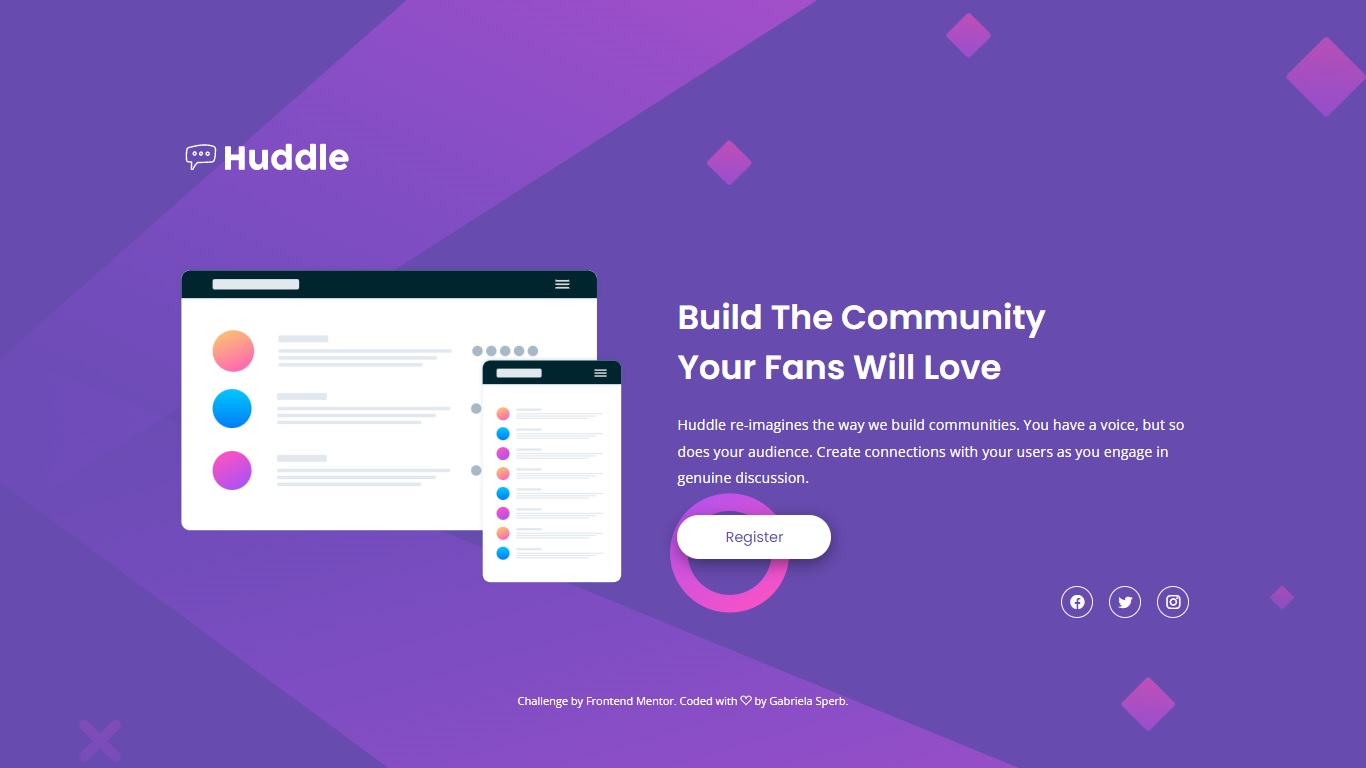 Huddle
Build The Community
Your Fans Will Love
Huddle re-imagines the way we build communities. You have a voice, but so
does your audience. Create connections with your users as you engage in
genuine discussion.
Register
Challenge by Frontend Mentor. Coded with ♡ by Gabriela Sperb.